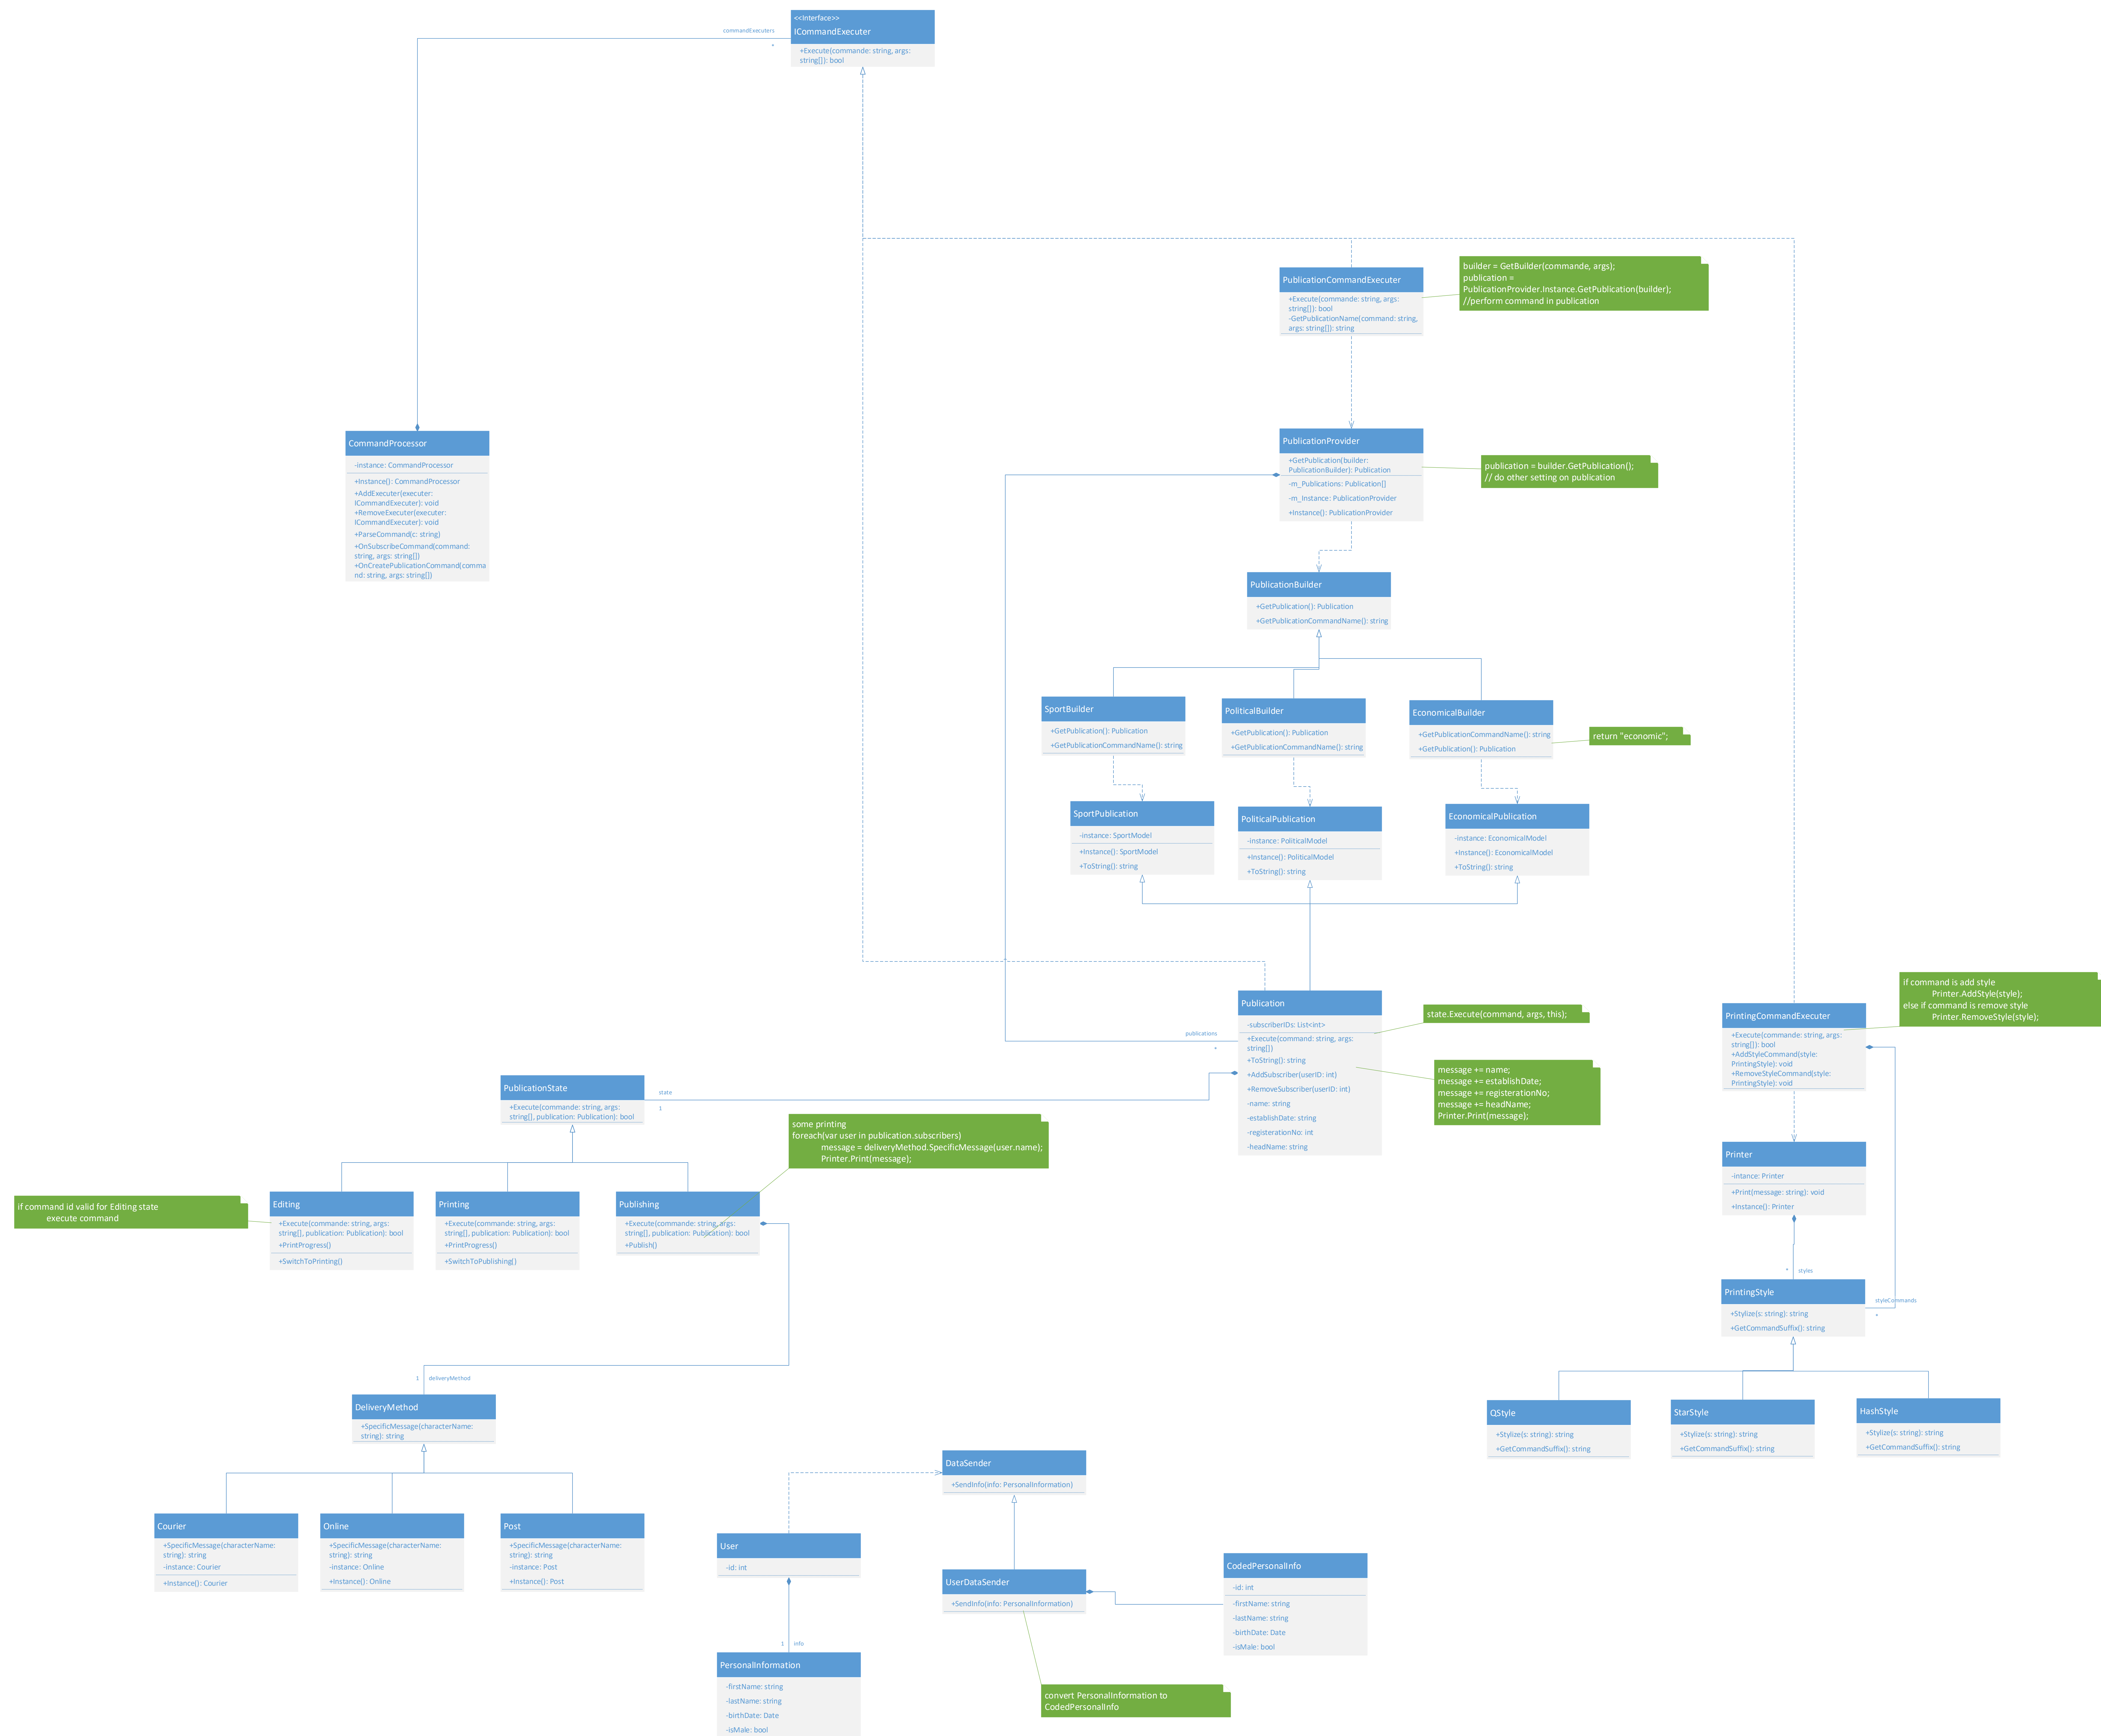 <<Interface>>
ICommandExecuter
+Execute(commande: string, args:
string[]): bool
commandExecuters
*
PublicationCommandExecuter
+Execute(commande: string, args:
string[]): bool
-GetPublicationName(command: string,
args: string[]): string
builder = GetBuilder(commande, args);
publication =
PublicationProvider.Instance.GetPublication(builder);
//perform command in publication
CommandProcessor
-instance: CommandProcessor
+Instance(): CommandProcessor
+AddExecuter(executer:
ICommandExecuter): void
+RemoveExecuter(executer:
ICommandExecuter): void
+ParseCommand(c: string)
+OnSubscribeCommand(command:
string, args: string[])
+OnCreatePublicationCommand(comma
nd: string, args: string[])
PublicationProvider
+GetPublication(builder:
PublicationBuilder): Publication
-m_Publications: Publication[]
-m_Instance: PublicationProvider
+Instance(): PublicationProvider
publication = builder.GetPublication();
// do other setting on publication
PublicationBuilder
+GetPublication(): Publication
+GetPublicationCommandName(): string
SportBuilder
+GetPublication(): Publication
+GetPublicationCommandName(): string
PoliticalBuilder
+GetPublication(): Publication
+GetPublicationCommandName(): string
EconomicalBuilder
+GetPublicationCommandName(): string
+GetPublication(): Publication
return "economic";
SportPublication
-instance: SportModel
+Instance(): SportModel
+ToString(): string
PoliticalPublication
-instance: PoliticalModel
+Instance(): PoliticalModel
+ToString(): string
EconomicalPublication
-instance: EconomicalModel
+Instance(): EconomicalModel
+ToString(): string
Publication
-subscriberIDs: List<int>
+Execute(command: string, args:
string[])
+ToString(): string
+AddSubscriber(userID: int)
+RemoveSubscriber(userID: int)
-name: string
-establishDate: string
-registerationNo: int
-headName: string
publications
*
state.Execute(command, args, this);
message += name;
message += establishDate;
message += registerationNo;
message += headName;
Printer.Print(message);
PrintingCommandExecuter
+Execute(commande: string, args:
string[]): bool
+AddStyleCommand(style:
PrintingStyle): void
+RemoveStyleCommand(style:
PrintingStyle): void
if command is add style
Printer.AddStyle(style);
else if command is remove style
Printer.RemoveStyle(style);
PublicationState
+Execute(commande: string, args:
string[], publication: Publication): bool
state
1
some printing
foreach(var user in publication.subscribers)
message = deliveryMethod.SpecificMessage(user.name);
Printer.Print(message);
Printer
-intance: Printer
+Print(message: string): void
+Instance(): Printer
if command id valid for Editing state
execute command
Editing
+Execute(commande: string, args:
string[], publication: Publication): bool
+PrintProgress()
+SwitchToPrinting()
Printing
+Execute(commande: string, args:
string[], publication: Publication): bool
+PrintProgress()
+SwitchToPublishing()
Publishing
+Execute(commande: string, args:
string[], publication: Publication): bool
+Publish()
* styles
PrintingStyle
+Stylize(s: string): string
+GetCommandSuffix(): string
styleCommands
*
1 deliveryMethod
DeliveryMethod
+SpecificMessage(characterName:
string): string
QStyle
+Stylize(s: string): string
+GetCommandSuffix(): string
StarStyle
+Stylize(s: string): string
+GetCommandSuffix(): string
HashStyle
+Stylize(s: string): string
+GetCommandSuffix(): string
Courier
+SpecificMessage(characterName:
string): string
-instance: Courier
+Instance(): Courier
Online
+SpecificMessage(characterName:
string): string
-instance: Online
+Instance(): Online
Post
+SpecificMessage(characterName:
string): string
-instance: Post
+Instance(): Post
DataSender
+SendInfo(info: PersonalInformation)
User
-id: int
UserDataSender
+SendInfo(info: PersonalInformation)
CodedPersonalInfo
-id: int
-firstName: string
-lastName: string
-birthDate: Date
-isMale: bool
1 info
PersonalInformation
-firstName: string
-lastName: string
-birthDate: Date
-isMale: bool
convert PersonalInformation to
CodedPersonalInfo